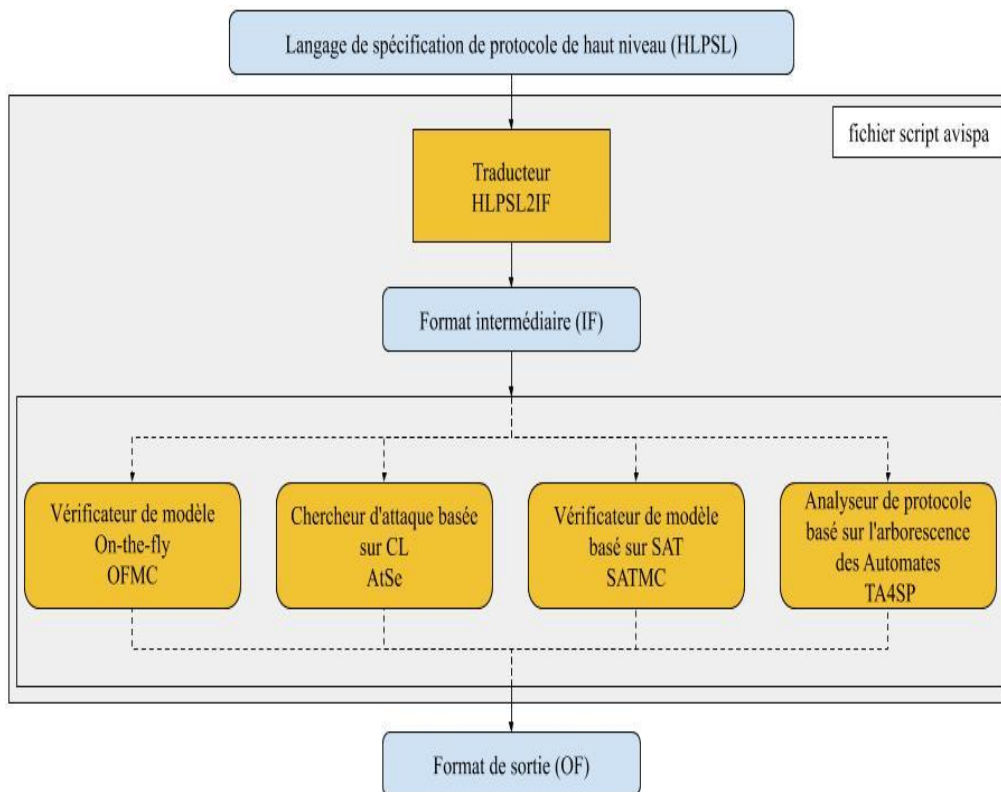 Langage de spécification de protocole de haut niveau (HLPSL)
fichier script avispa
Traducteur
HLPSL2IF
Format intermédiaire (IF)
Vérificateur de modèle
On-the-fly
OFMC
Chercheur d'attaque basée
sur CL
AtSe
Vérificateur de modèle
basé sur SAT
SATMC
Analyseur de protocole
basé sur l'arborescence
des Automates
TA4SP
Format de sortie (OF)